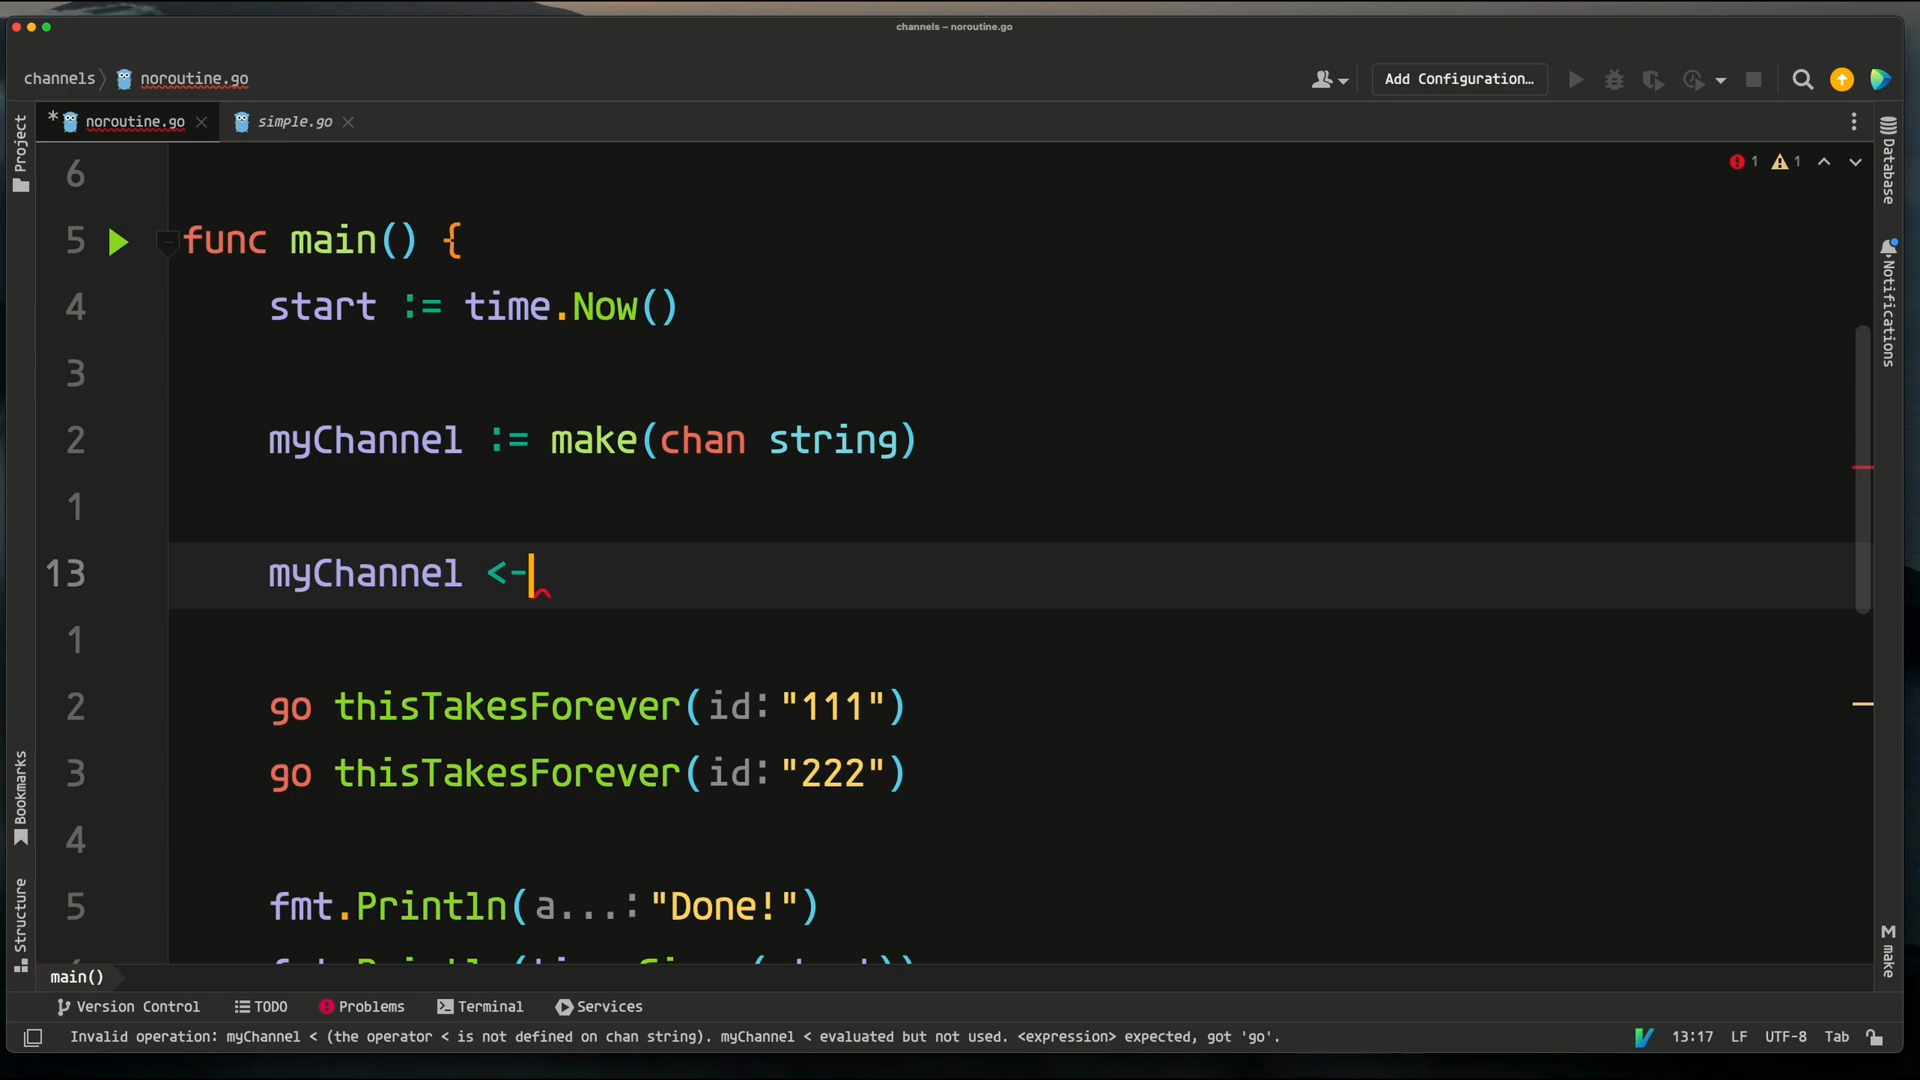 channels – noroutine.go
channels 〉 noroutine.go
Add Configuration...
* noroutine.go
simple.go
Project
Database
Notifications
1 1
6
5 func main() {
4 start := time.Now()
3
2 myChannel := make(chan string)
1
13 myChannel <-
1
2 go thisTakesForever(id: "111")
3 go thisTakesForever(id: "222")
4
5 fmt.Println(a...: "Done!")
Bookmarks
Structure
M make
main()
Version Control TODO Problems Terminal Services
Invalid operation: myChannel < (the operator < is not defined on chan string). myChannel < evaluated but not used. <expression> expected, got 'go'. 13:17 LF UTF-8 Tab